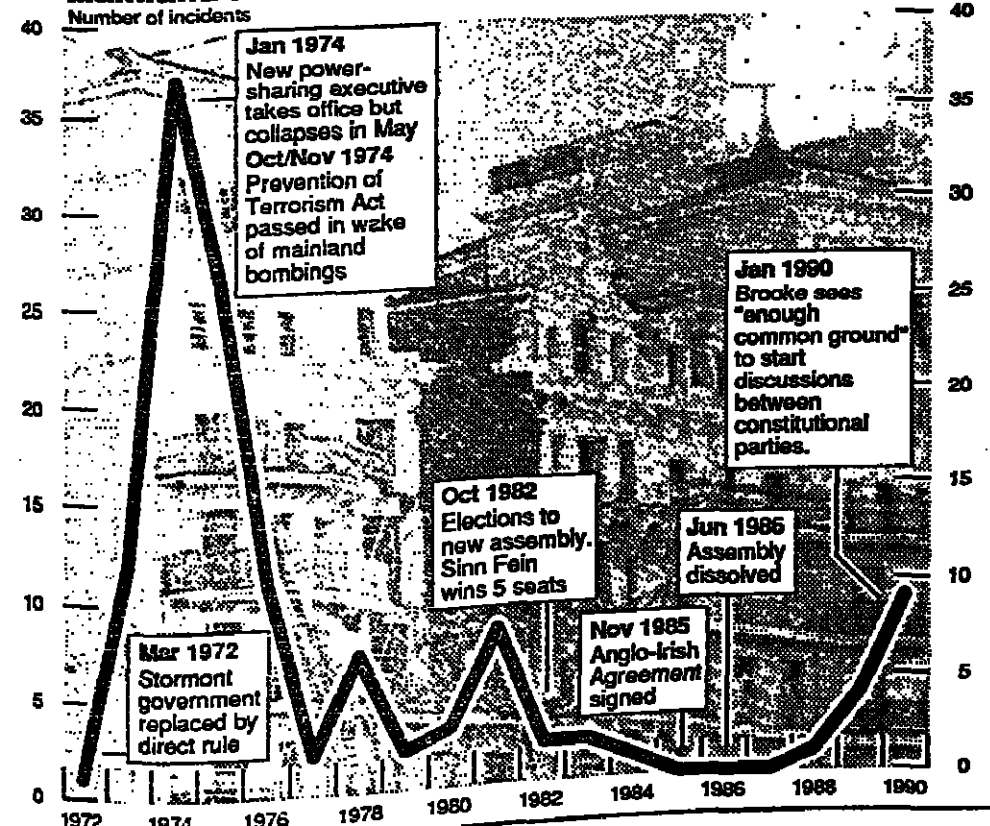 Number of incidents
40
35
30
25
20
15
10
5
0
Jan 1974
New power-
sharing executive
takes office but
collapses in May
Oct/Nov 1974
Prevention of
Terrorism Act
passed in wake
of mainland
bombings
Mar 1972
Stormont
government
replaced by
direct rule
Oct 1982
Elections to
new assembly.
Sinn Fein
wins 5 seats
Nov 1985
Anglo-Irish
Agreement
signed
Jun 1986
Assembly
dissolved
Jan 1990
Brooke sees
"enough
common ground"
to start
discussions
between
constitutional
parties.
40
35
30
25
20
15
10
5
0
1972 1974 1976 1978 1980 1982 1984 1986 1988 1990